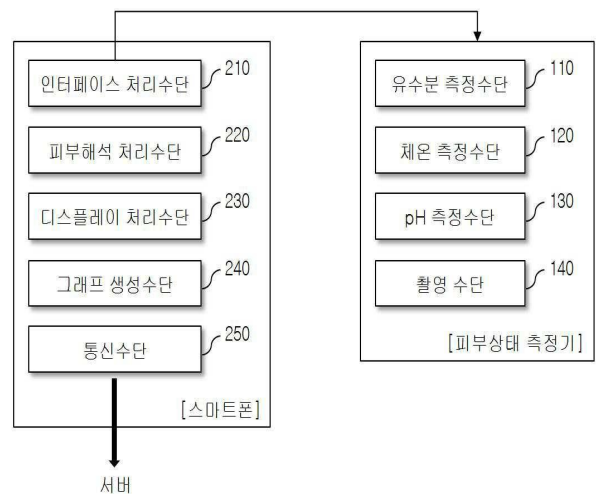 인터페이스 처리수단
210
피부해석 처리수단
220
디스플레이 처리수단
230
그래프 생성수단
240
통신수단
250
[스마트폰]
서버
유수분 측정수단
110
체온 측정수단
120
pH 측정수단
130
촬영 수단
140
[피부상태 측정기]